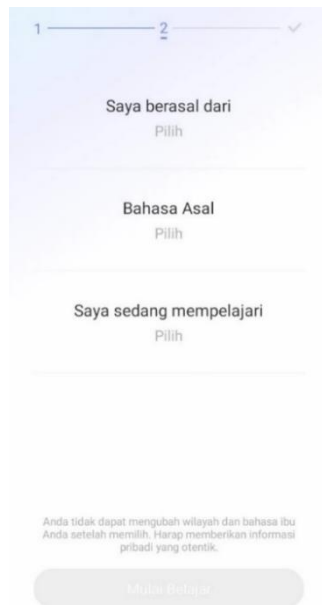 1 2
Saya berasal dari
Pilih
Bahasa Asal
Pilih
Saya sedang mempelajari
Pilih
Anda tidak dapat mengubah wilayah dan bahasa ibu
Anda setelah memilih. Harap memberikan informasi
pribadi yang otentik.
Mulai Belajar